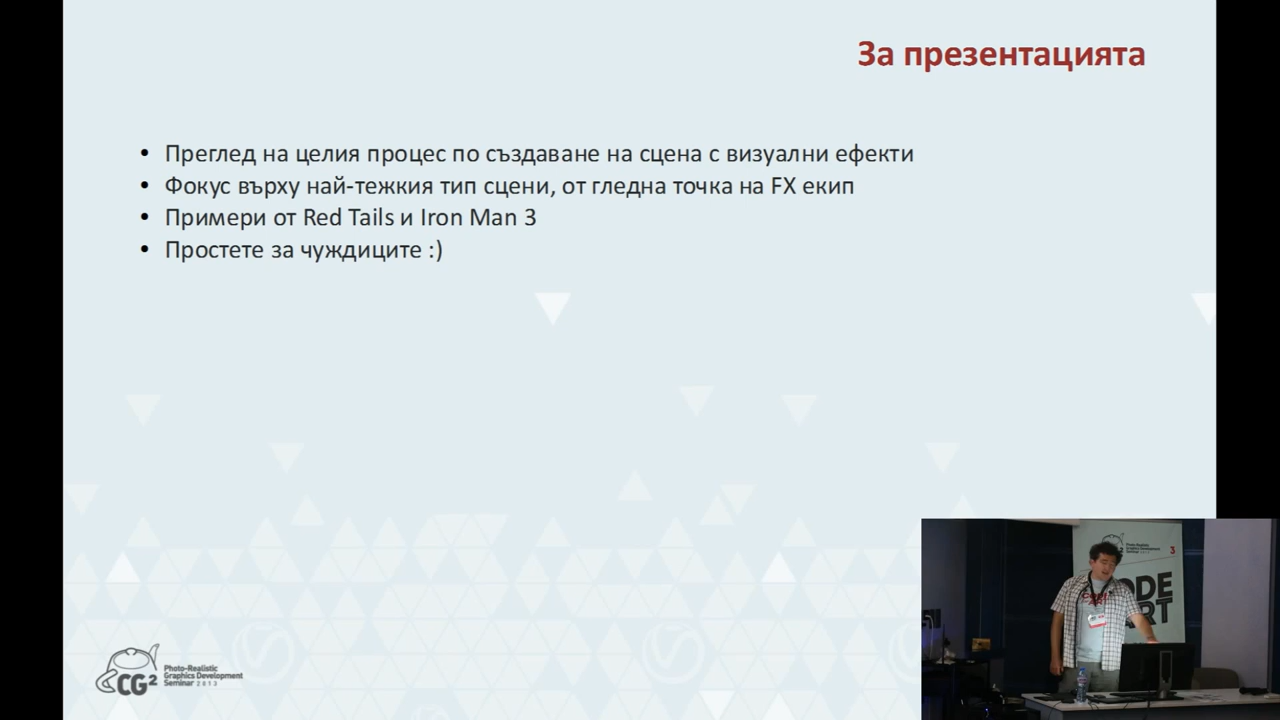 За презентацията
• Преглед на целия процес по създаване на сцена с визуални ефекти
• Фокус върху най-тежкия тип сцени, от гледна точка на FX екип
• Примери от Red Tails и Iron Man 3
• Простете за чуждиците :)
CG2
Photo-Realistic
Graphics Development
Seminar 2013
3